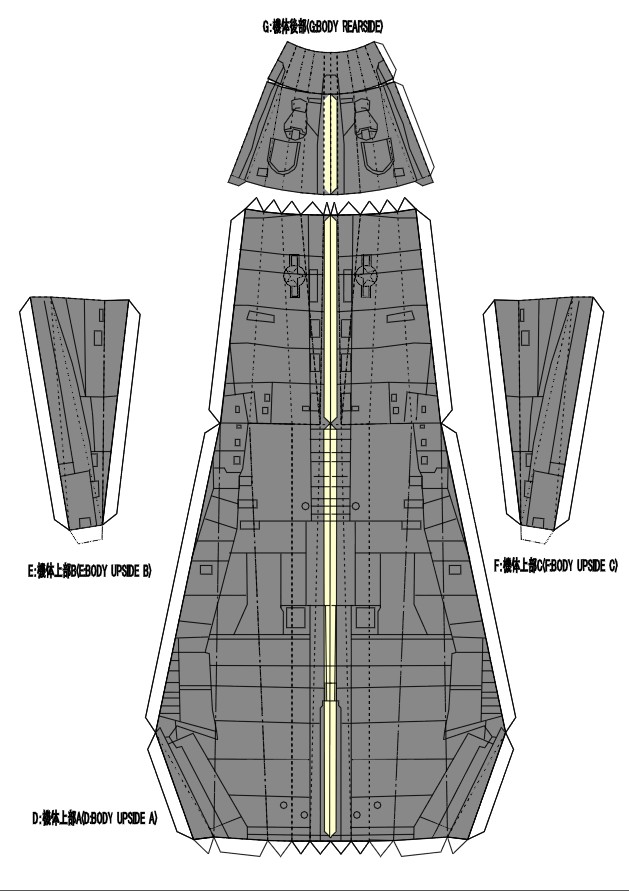 G:機体後部(G:BODY REARSIDE)
E:機体上部B(E:BODY UPSIDE B)
F:機体上部C(F:BODY UPSIDE C)
D:機体上部A(D:BODY UPSIDE A)